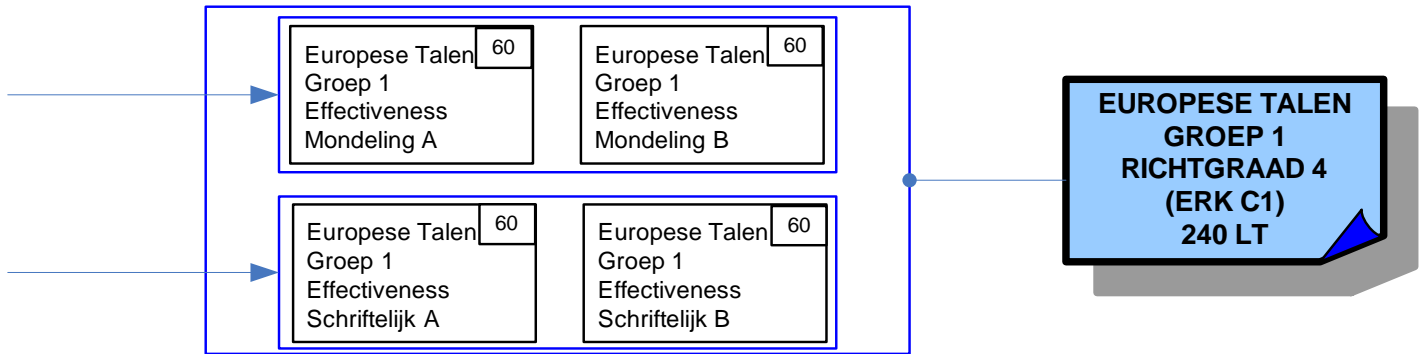 Europese Talen 60
Groep 1
Effectiveness
Mondeling A
Europese Talen 60
Groep 1
Effectiveness
Mondeling B
Europese Talen 60
Groep 1
Effectiveness
Schriftelijk A
Europese Talen 60
Groep 1
Effectiveness
Schriftelijk B
EUROPESE TALEN
GROEP 1
RICHTGRAAD 4
(ERK C1)
240 LT